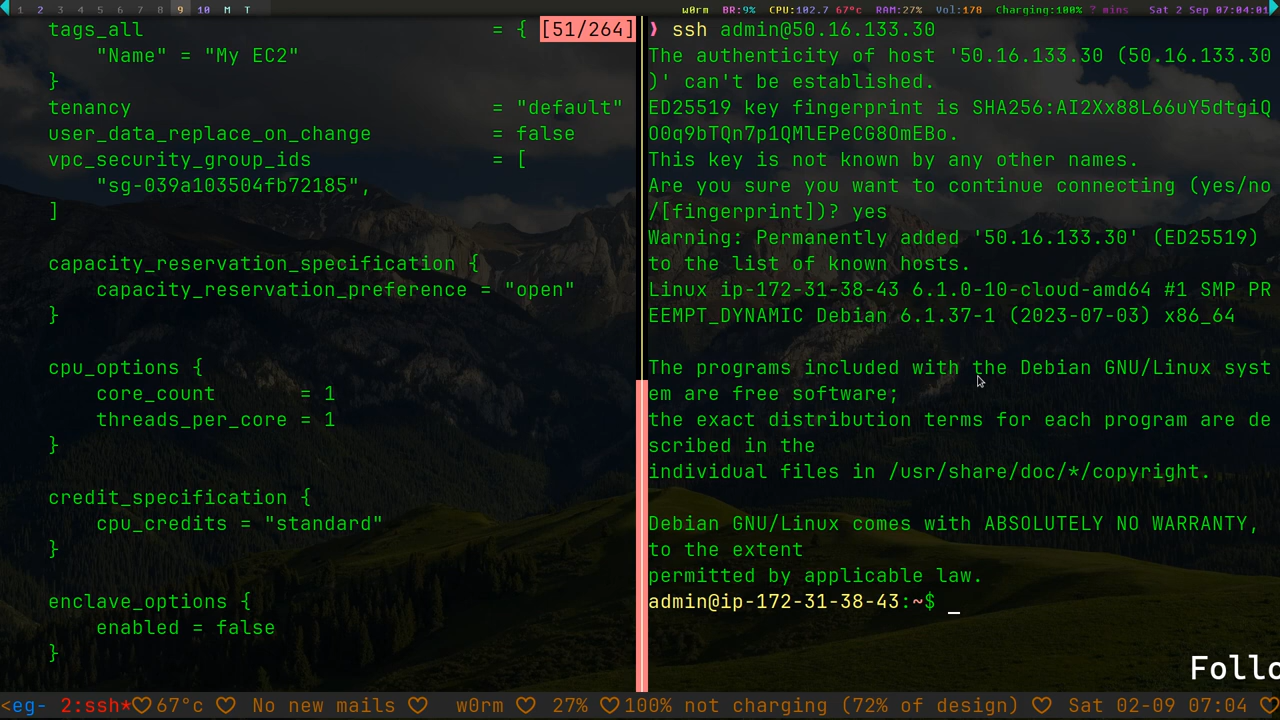 1 2 3 4 5 6 7 8 9 10 M T
w0rm BR:9% CPU:102.7 67°c RAM:27% Vol:178 Charging:100% ? mins Sat 2 Sep 07:04:01
tags_all = { [51/264]
"Name" = "My EC2"
}
tenancy = "default"
user_data_replace_on_change = false
vpc_security_group_ids = [
"sg-039a103504fb72185",
]
capacity_reservation_specification {
capacity_reservation_preference = "open"
}
cpu_options {
core_count = 1
threads_per_core = 1
}
credit_specification {
cpu_credits = "standard"
}
enclave_options {
enabled = false
}
❱ ssh admin@50.16.133.30
The authenticity of host '50.16.133.30 (50.16.133.30
)' can't be established.
ED25519 key fingerprint is SHA256:AI2Xx88L66uY5dtgiQ
O0q9bTQn7p1QMlEPeCG8OmEBo.
This key is not known by any other names.
Are you sure you want to continue connecting (yes/no
/[fingerprint])? yes
Warning: Permanently added '50.16.133.30' (ED25519)
to the list of known hosts.
Linux ip-172-31-38-43 6.1.0-10-cloud-amd64 #1 SMP PR
EEMPT_DYNAMIC Debian 6.1.37-1 (2023-07-03) x86_64
The programs included with the Debian GNU/Linux syst
em are free software;
the exact distribution terms for each program are de
scribed in the
individual files in /usr/share/doc/*/copyright.
Debian GNU/Linux comes with ABSOLUTELY NO WARRANTY,
to the extent
permitted by applicable law.
admin@ip-172-31-38-43:~$ _
Follo
<eg- 2:ssh*♡67°c ♡ No new mails ♡ w0rm ♡ 27% ♡100% not charging (72% of design) ♡ Sat 02-09 07:04 ♡